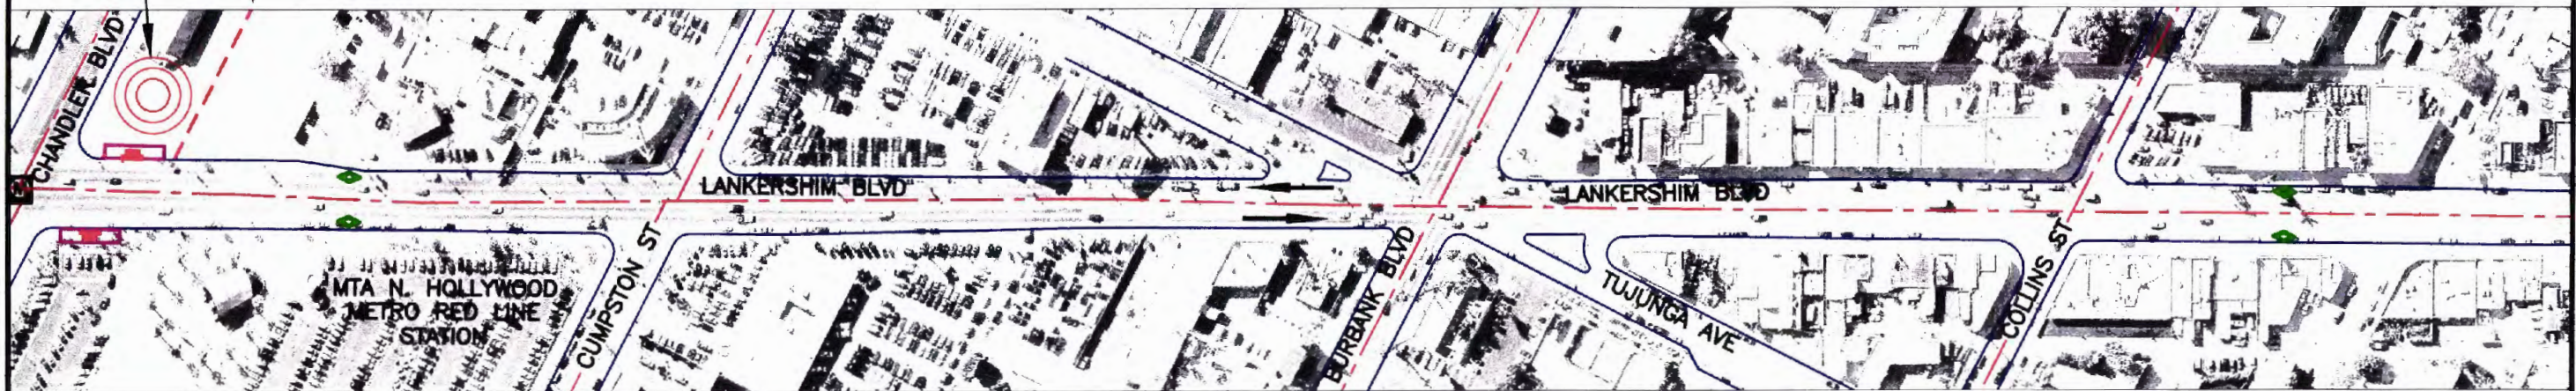 CHANDLER BLVD
MTA N. HOLLYWOOD
METRO RED LINE
STATION
CUMPSTON ST
LANKERSHIM BLVD
BURBANK BLVD
LANKERSHIM BLVD
TUJUNGA AVE
COLLINS ST